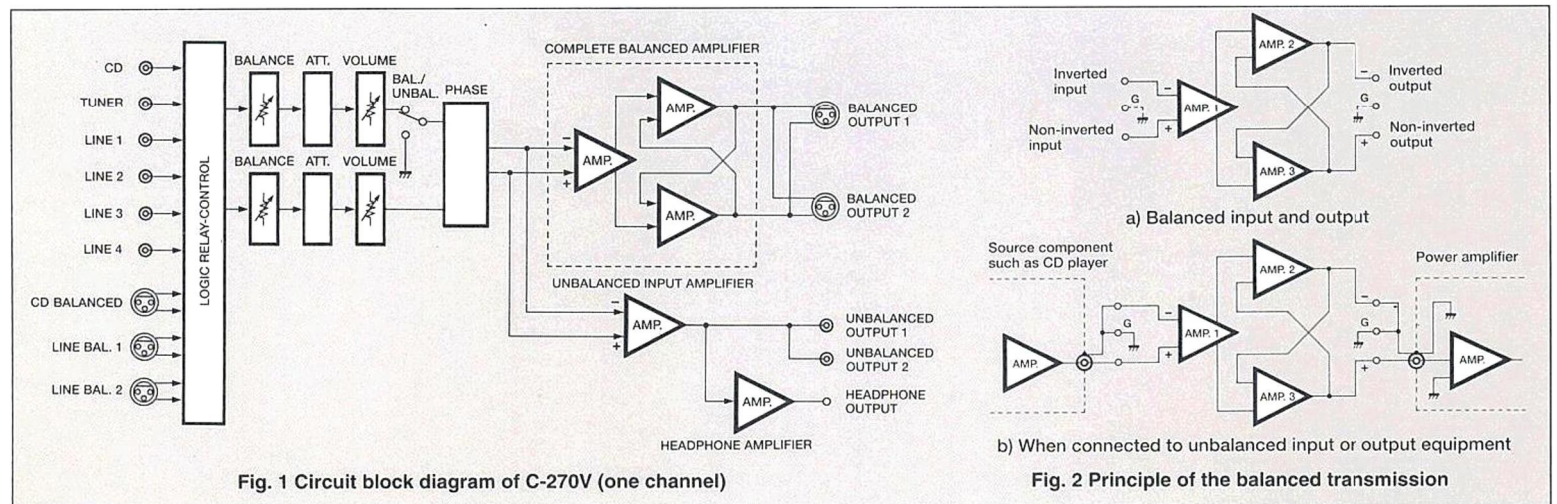 CD
TUNER
LINE 1
LINE 2
LINE 3
LINE 4
CD BALANCED
LINE BAL. 1
LINE BAL. 2
LOGIC RELAY-CONTROL
BALANCE ATT. VOLUME
BAL./
UNBAL.
PHASE
BALANCE ATT. VOLUME
COMPLETE BALANCED AMPLIFIER
AMP.
AMP.
AMP.
−
+
BALANCED
OUTPUT 1
BALANCED
OUTPUT 2
UNBALANCED INPUT AMPLIFIER
−
AMP.
+
UNBALANCED
OUTPUT 1
UNBALANCED
OUTPUT 2
AMP.
HEADPHONE
OUTPUT
HEADPHONE AMPLIFIER
Fig. 1 Circuit block diagram of C-270V (one channel)
Inverted
input
G
Non-inverted
input
−
AMP. 1
+
AMP. 2
AMP. 3
−
Inverted
output
G
+
Non-inverted
output
a) Balanced input and output
Source component
such as CD player
AMP.
G
−
AMP. 1
+
AMP. 2
AMP. 3
−
G
+
Power amplifier
AMP.
b) When connected to unbalanced input or output equipment
Fig. 2 Principle of the balanced transmission